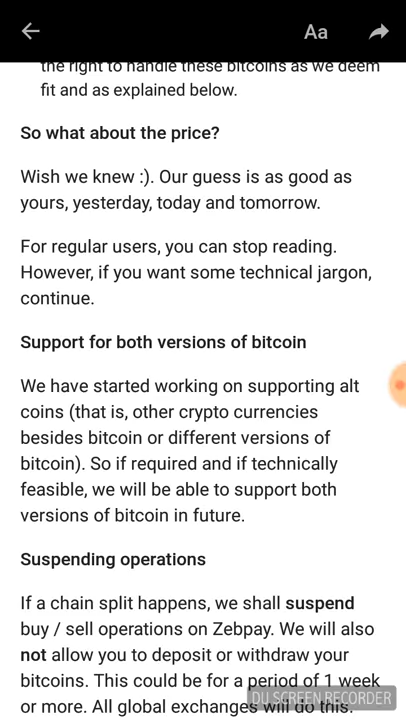 Aa
the right to handle these bitcoins as we deem
fit and as explained below.
So what about the price?
Wish we knew :). Our guess is as good as
yours, yesterday, today and tomorrow.
For regular users, you can stop reading.
However, if you want some technical jargon,
continue.
Support for both versions of bitcoin
We have started working on supporting alt
coins (that is, other crypto currencies
besides bitcoin or different versions of
bitcoin). So if required and if technically
feasible, we will be able to support both
versions of bitcoin in future.
Suspending operations
If a chain split happens, we shall suspend
buy / sell operations on Zebpay. We will also
not allow you to deposit or withdraw your
bitcoins. This could be for a period of 1 week
or more. All global exchanges will do this.
DU SCREEN RECORDER